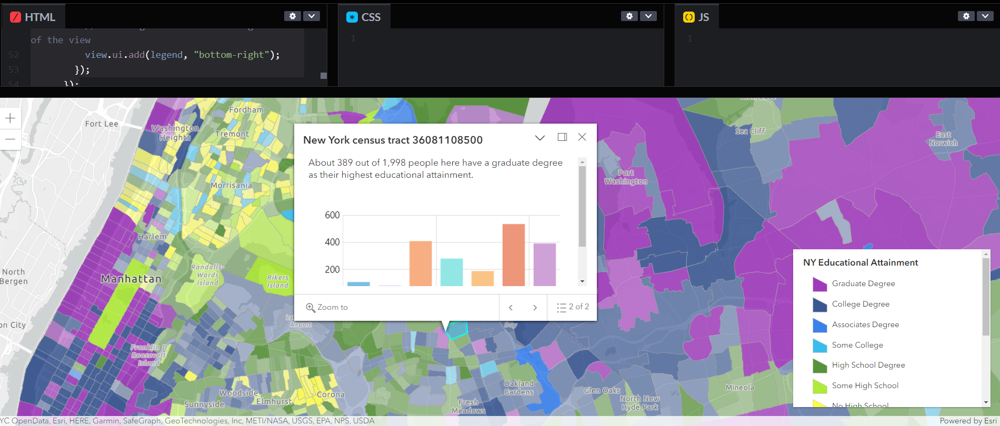 HTML
CSS
JS
of the view
52 view.ui.add(legend, "bottom-right");
53 });
54 });
1
1
Fort Lee
Washington
Heights
Fordham
Tremont
Morrisania
Harlem
Manhattan
North
Bergen
on City
Randalls-
Wards
Island
Rikers
Island
Franklin D
Roosevelt
Island
Airport
Bay
Woodside
Sunnyside
Elmhurst
Corona
Fresh
Meadows
Oakland
Gardens
Glen Oaks
North New
Hyde Park
Mineola
Glen Cove
Sea Cliff
East
Norwich
Port
Washington
New York census tract 36081108500
About 389 out of 1,998 people here have a graduate degree
as their highest educational attainment.
600
400
200
Zoom to
2 of 2
NY Educational Attainment
Graduate Degree
College Degree
Associates Degree
Some College
High School Degree
Some High School
No High School
YC OpenData, Esri, HERE, Garmin, SafeGraph, GeoTechnologies, Inc, METI/NASA, USGS, EPA, NPS, USDA
Powered by Esri